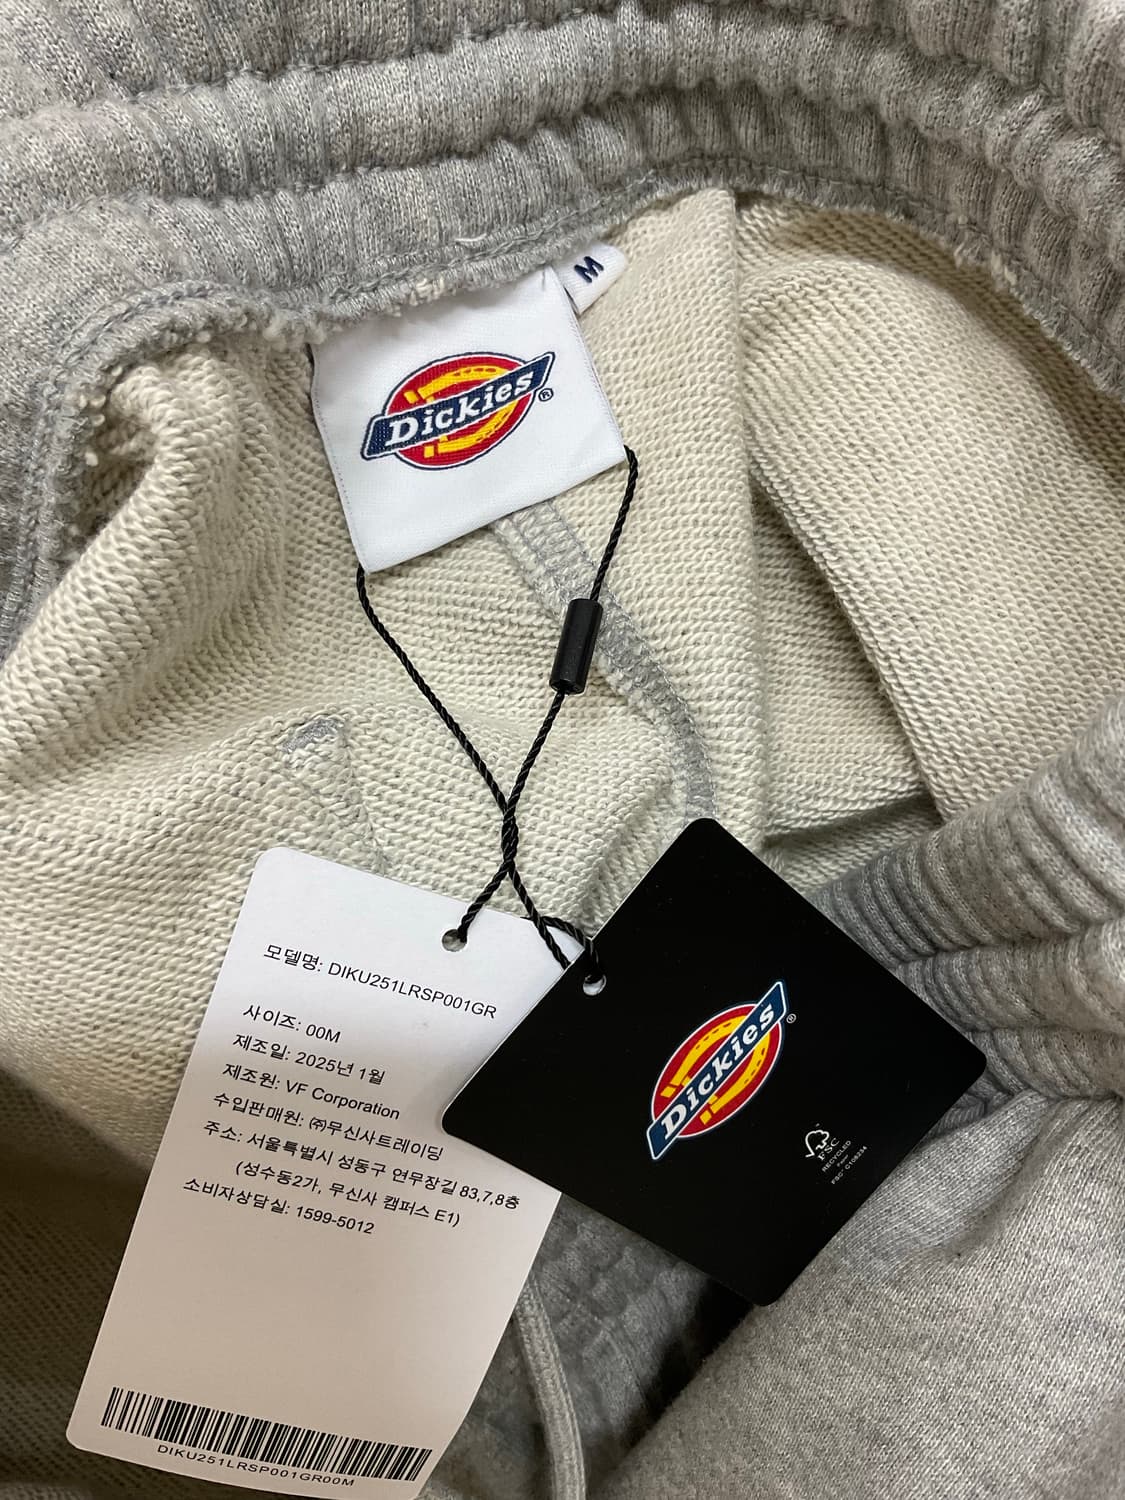 M
Dickies®
모델명: DIKU251LRSP001GR
사이즈: 00M
제조일: 2025년 1월
제조원: VF Corporation
수입판매원: ㈜무신사트레이딩
주소: 서울특별시 성동구 연무장길 83,7,8층
(성수동2가, 무신사 캠퍼스 E1)
소비자상담실: 1599-5012
DIKU251LRSP001GR00M
Dickies®
FSC
RECYCLED
Paper